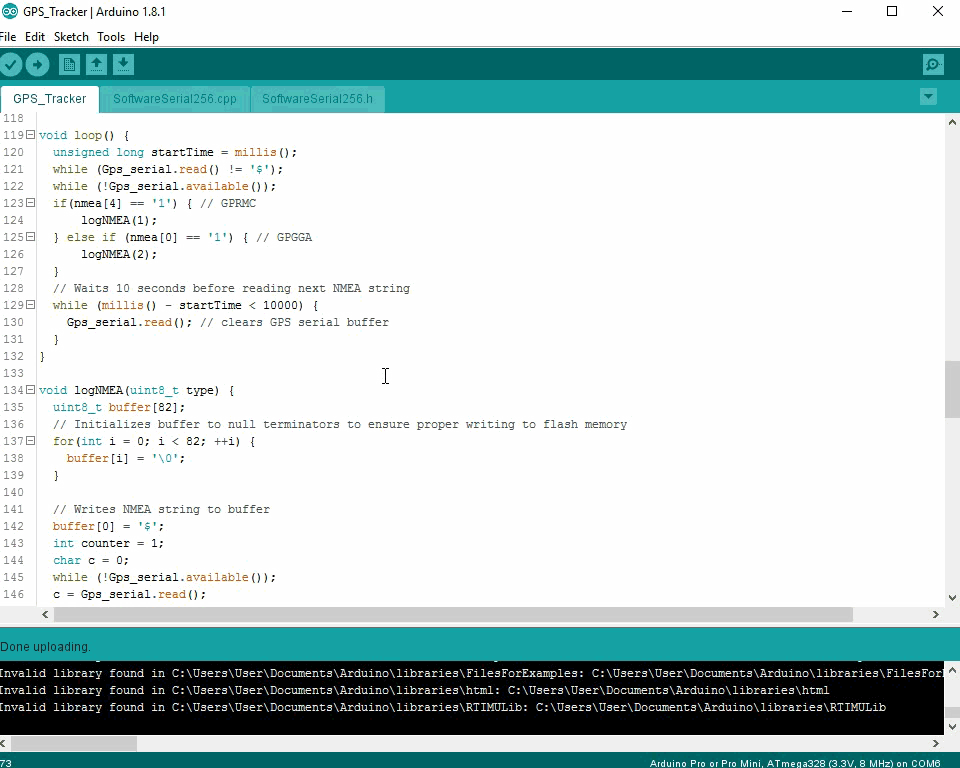 GPS_Tracker | Arduino 1.8.1
File Edit Sketch Tools Help
GPS_Tracker SoftwareSerial256.cpp SoftwareSerial256.h
118
119 void loop() {
120 unsigned long startTime = millis();
121 while (Gps_serial.read() != '$');
122 while (!Gps_serial.available());
123 if(nmea[4] == '1') { // GPRMC
124 logNMEA(1);
125 } else if (nmea[0] == '1') { // GPGGA
126 logNMEA(2);
127 }
128 // Waits 10 seconds before reading next NMEA string
129 while (millis() - startTime < 10000) {
130 Gps_serial.read(); // clears GPS serial buffer
131 }
132 }
133
134 void logNMEA(uint8_t type) {
135 uint8_t buffer[82];
136 // Initializes buffer to null terminators to ensure proper writing to flash memory
137 for(int i = 0; i < 82; ++i) {
138 buffer[i] = '\0';
139 }
140
141 // Writes NMEA string to buffer
142 buffer[0] = '$';
143 int counter = 1;
144 char c = 0;
145 while (!Gps_serial.available());
146 c = Gps_serial.read();
Done uploading.
Invalid library found in C:\Users\User\Documents\Arduino\libraries\FilesForExamples: C:\Users\User\Documents\Arduino\libraries\FilesForE
Invalid library found in C:\Users\User\Documents\Arduino\libraries\html: C:\Users\User\Documents\Arduino\libraries\html
Invalid library found in C:\Users\User\Documents\Arduino\libraries\RTIMULib: C:\Users\User\Documents\Arduino\libraries\RTIMULib
73 Arduino Pro or Pro Mini, ATmega328 (3.3V, 8 MHz) on COM6